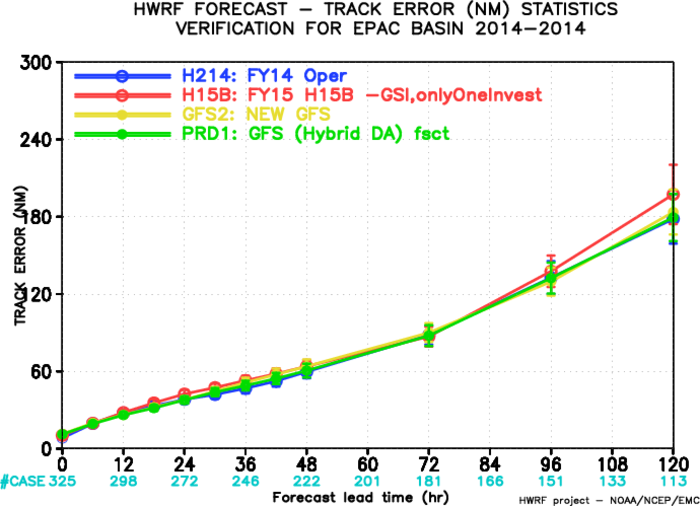 HWRF FORECAST – TRACK ERROR (NM) STATISTICS
VERIFICATION FOR EPAC BASIN 2014–2014
H214: FY14 Oper
H15B: FY15 H15B –GSI,onlyOneInvest
GFS2: NEW GFS
PRD1: GFS (Hybrid DA) fsct
TRACK ERROR (NM)
300
240
180
120
60
0
0 12 24 36 48 60 72 84 96 108 120
#CASE 325 298 272 246 222 201 181 166 151 133 113
Forecast lead time (hr)
HWRF project – NOAA/NCEP/EMC